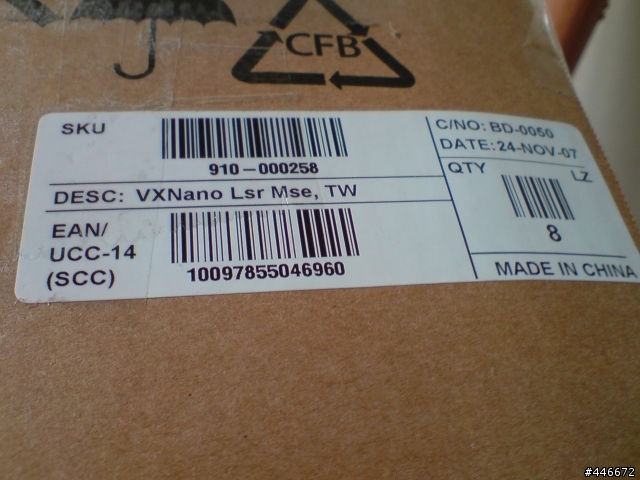 CFB
SKU
910-000258
C/NO: BD-0050
DATE: 24-NOV-07
DESC: VXNano Lsr Mse, TW
QTY
LZ
8
EAN/
UCC-14
(SCC)
10097855046960
MADE IN CHINA
#446672